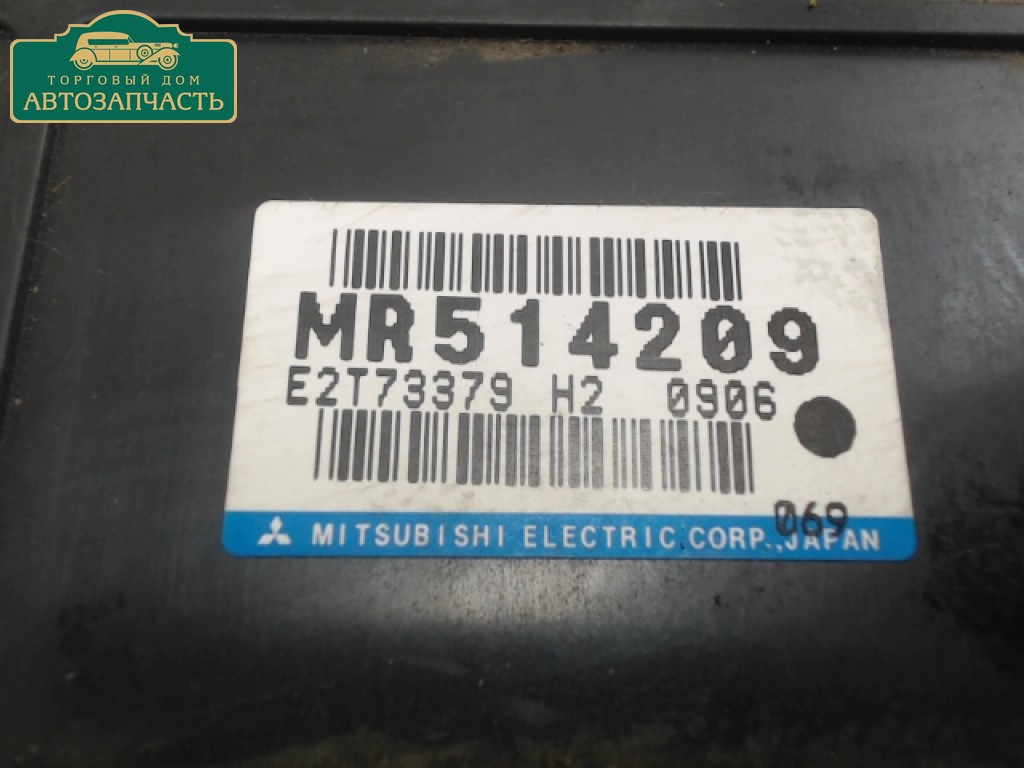 ТОРГОВЫЙ ДОМ
АВТОЗАПЧАСТЬ
MR514209
E2T73379 H2 0906
069
MITSUBISHI ELECTRIC CORP., JAPAN